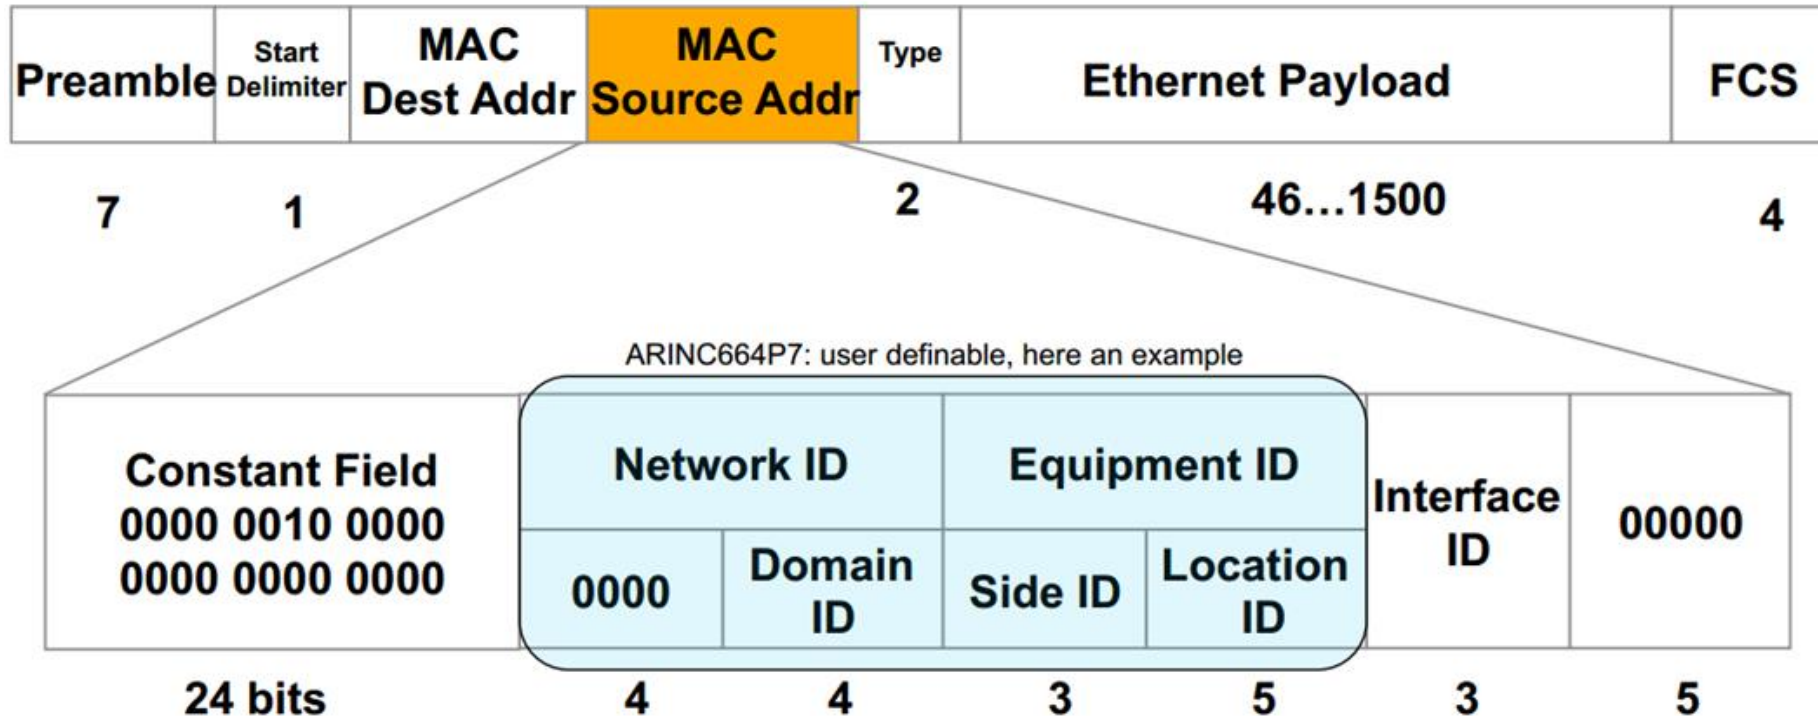 Preamble
Start
Delimiter
MAC
Dest Addr
MAC
Source Addr
Type
Ethernet Payload
FCS
7
1
2
46...1500
4
ARINC664P7: user definable, here an example
Constant Field
0000 0010 0000
0000 0000 0000
Network ID
Equipment ID
0000
Domain
ID
Side ID
Location
ID
Interface
ID
00000
24 bits
4
4
3
5
3
5